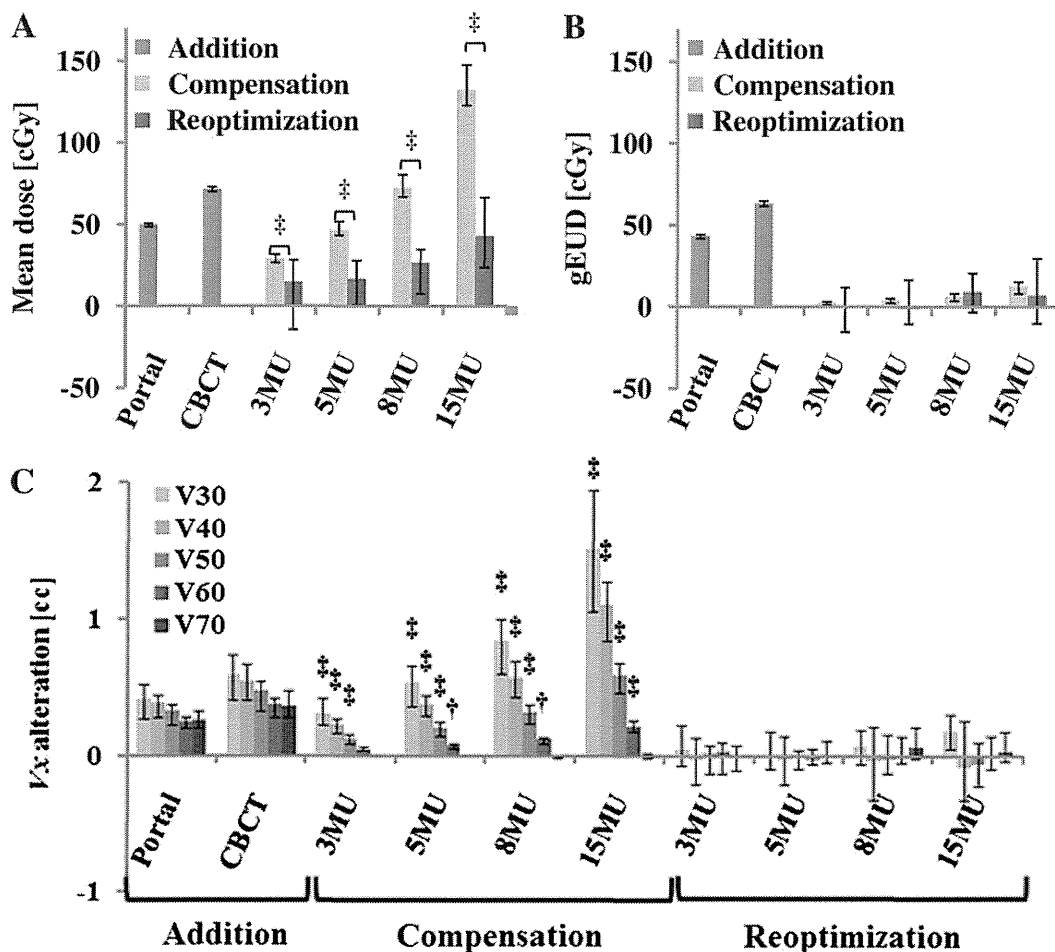 A
Mean dose [cGy]
150
100
50
0
-50
Addition
Compensation
Reoptimization
‡
‡
‡
‡
Portal
CBCT
3MU
5MU
8MU
15MU
B
gEUD [cGy]
150
100
50
0
-50
Addition
Compensation
Reoptimization
Portal
CBCT
3MU
5MU
8MU
15MU
C
Vx alteration [cc]
2
1
0
-1
V30
V40
V50
V60
V70
‡ ‡ ‡
‡ ‡ ‡ †
‡ ‡ ‡ †
‡ ‡ ‡ ‡
Portal
CBCT
3MU
5MU
8MU
15MU
3MU
5MU
8MU
15MU
Addition
Compensation
Reoptimization